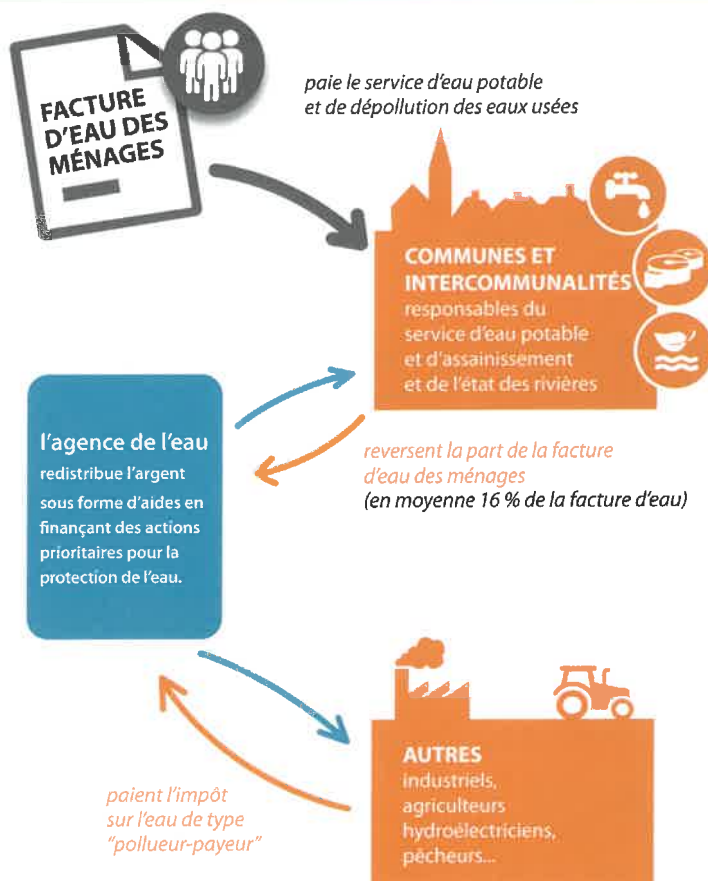 FACTURE
D'EAU DES
MÉNAGES
paie le service d'eau potable
et de dépollution des eaux usées
COMMUNES ET
INTERCOMMUNALITÉS
responsables du
service d'eau potable
et d'assainissement
et de l'état des rivières
l'agence de l'eau
redistribue l'argent
sous forme d'aides en
finançant des actions
prioritaires pour la
protection de l'eau.
reversent la part de la facture
d'eau des ménages
(en moyenne 16 % de la facture d'eau)
AUTRES
industriels,
agriculteurs
hydroélectriciens,
pêcheurs...
paient l'impôt
sur l'eau de type
"pollueur-payeur"